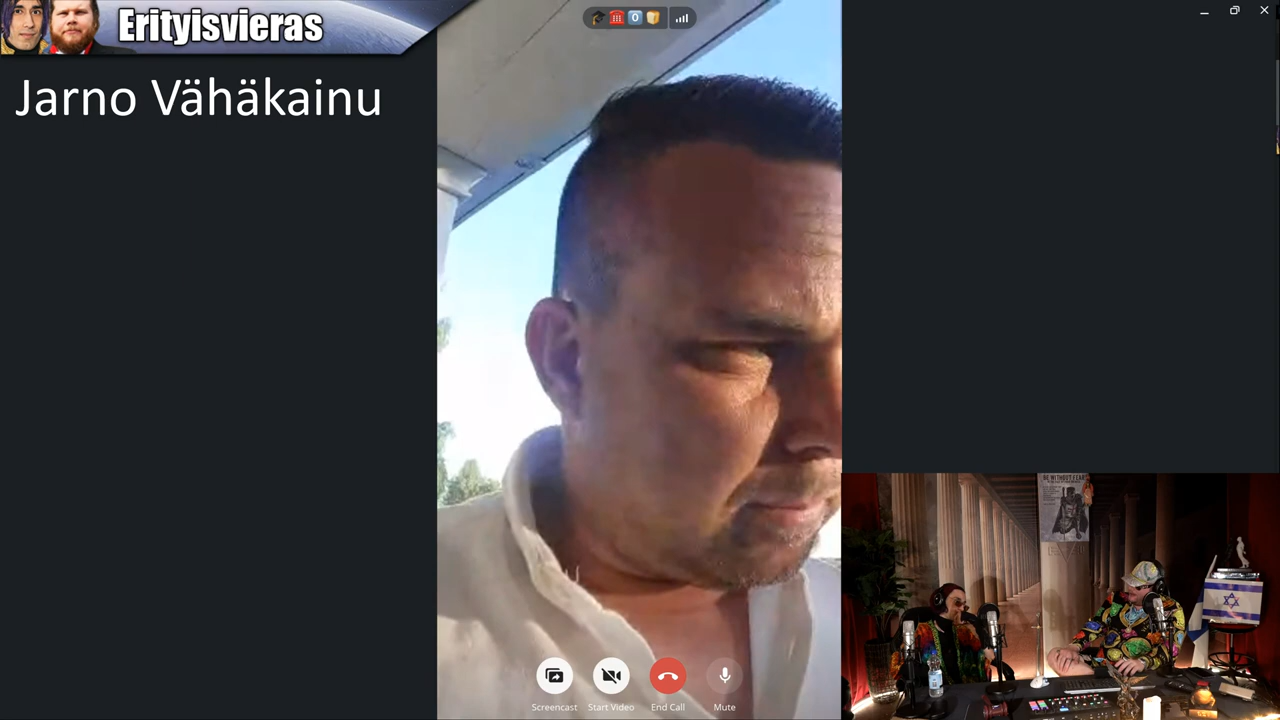 Erityisvieras
Jarno Vähäkainu
Screencast
Start Video
End Call
Mute